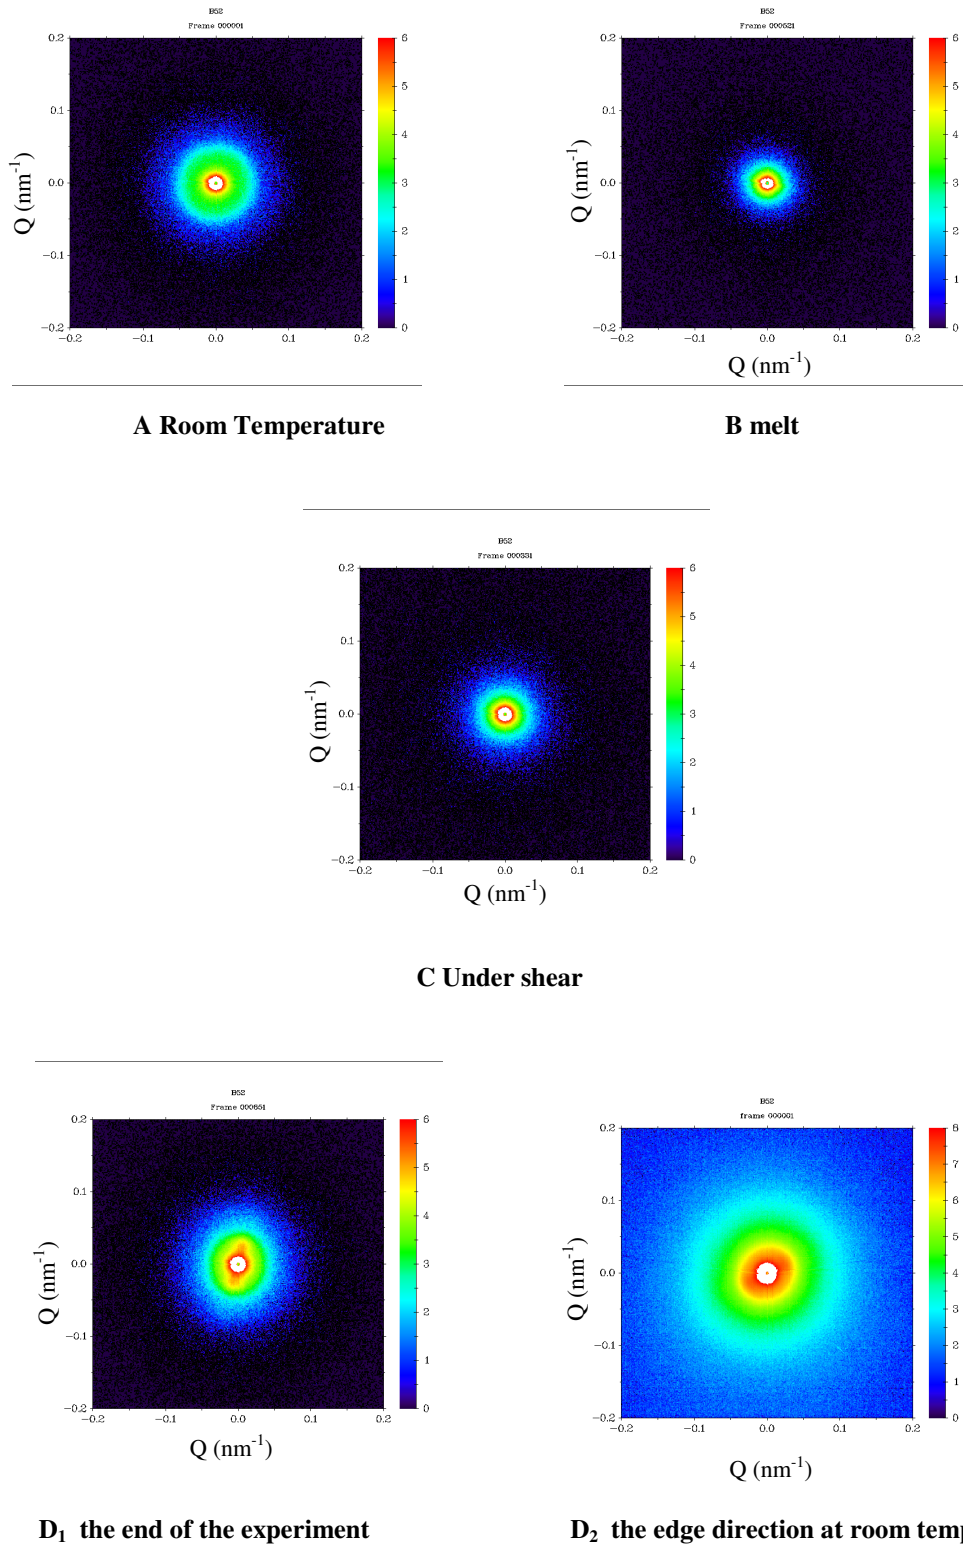 B52
Frame 000001
0.2
0.1
0.0
−0.1
−0.2
−0.2 −0.1 0.0 0.1 0.2
6
5
4
3
2
1
0
Q (nm-1)
A Room Temperature
B52
Frame 000521
0.2
0.1
0.0
−0.1
−0.2
−0.2 −0.1 0.0 0.1 0.2
6
5
4
3
2
1
0
Q (nm-1)
Q (nm-1)
B melt
B52
Frame 000331
0.2
0.1
0.0
−0.1
−0.2
−0.2 −0.1 0.0 0.1 0.2
6
5
4
3
2
1
0
Q (nm-1)
Q (nm-1)
C Under shear
B52
Frame 000651
0.2
0.1
0.0
−0.1
−0.2
−0.2 −0.1 0.0 0.1 0.2
6
5
4
3
2
1
0
Q (nm-1)
Q (nm-1)
D1 the end of the experiment
B52
frame 000001
0.2
0.1
0.0
−0.1
−0.2
−0.2 −0.1 0.0 0.1 0.2
8
7
6
5
4
3
2
1
0
Q (nm-1)
Q (nm-1)
D2 the edge direction at room temp